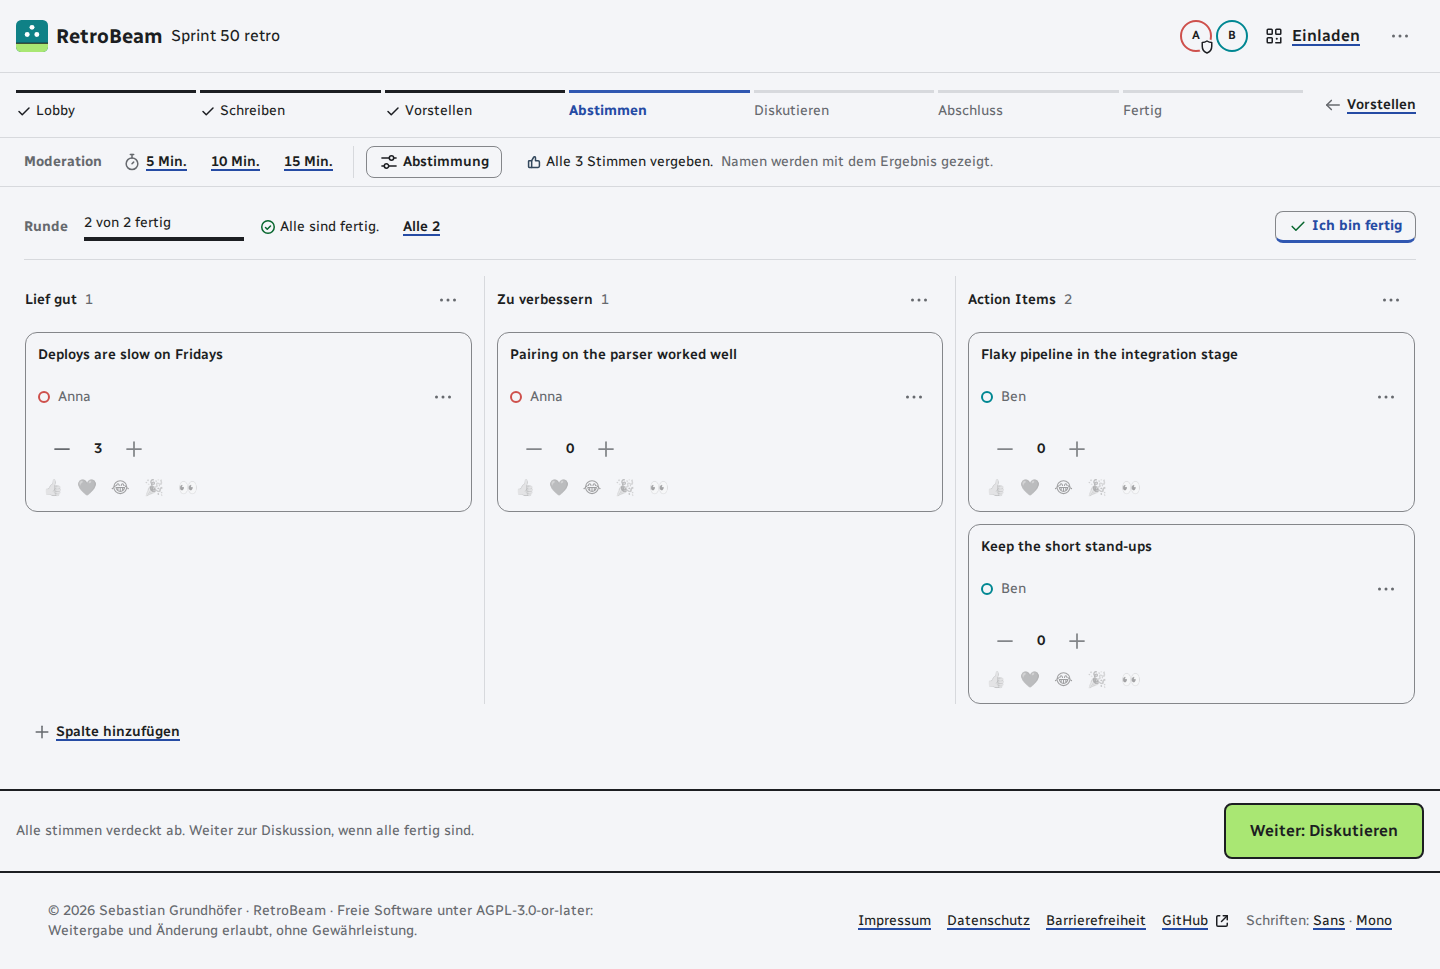 RetroBeam Sprint 50 retro
A B Einladen
Lobby Schreiben Vorstellen Abstimmen Diskutieren Abschluss Fertig Vorstellen
Moderation 5 Min. 10 Min. 15 Min. Abstimmung Alle 3 Stimmen vergeben. Namen werden mit dem Ergebnis gezeigt.
Runde 2 von 2 fertig Alle sind fertig. Alle 2 Ich bin fertig
Lief gut 1
Deploys are slow on Fridays
Anna
3
Zu verbessern 1
Pairing on the parser worked well
Anna
0
Action Items 2
Flaky pipeline in the integration stage
Ben
0
Keep the short stand-ups
Ben
0
Spalte hinzufügen
Alle stimmen verdeckt ab. Weiter zur Diskussion, wenn alle fertig sind.
Weiter: Diskutieren
© 2026 Sebastian Grundhöfer · RetroBeam · Freie Software unter AGPL-3.0-or-later:
Weitergabe und Änderung erlaubt, ohne Gewährleistung.
Impressum Datenschutz Barrierefreiheit GitHub Schriften: Sans · Mono